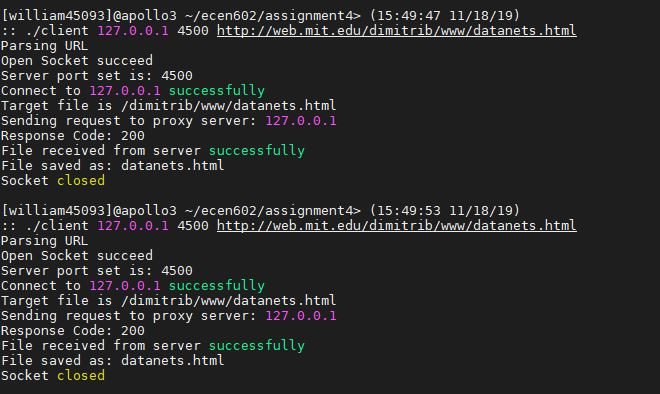 [william45093]@apollo3 ~/ecen602/assignment4> (15:49:47 11/18/19)
:: ./client 127.0.0.1 4500 http://web.mit.edu/dimitrib/www/datanets.html
Parsing URL
Open Socket succeed
Server port set is: 4500
Connect to 127.0.0.1 successfully
Target file is /dimitrib/www/datanets.html
Sending request to proxy server: 127.0.0.1
Response Code: 200
File received from server successfully
File saved as: datanets.html
Socket closed
[william45093]@apollo3 ~/ecen602/assignment4> (15:49:53 11/18/19)
:: ./client 127.0.0.1 4500 http://web.mit.edu/dimitrib/www/datanets.html
Parsing URL
Open Socket succeed
Server port set is: 4500
Connect to 127.0.0.1 successfully
Target file is /dimitrib/www/datanets.html
Sending request to proxy server: 127.0.0.1
Response Code: 200
File received from server successfully
File saved as: datanets.html
Socket closed